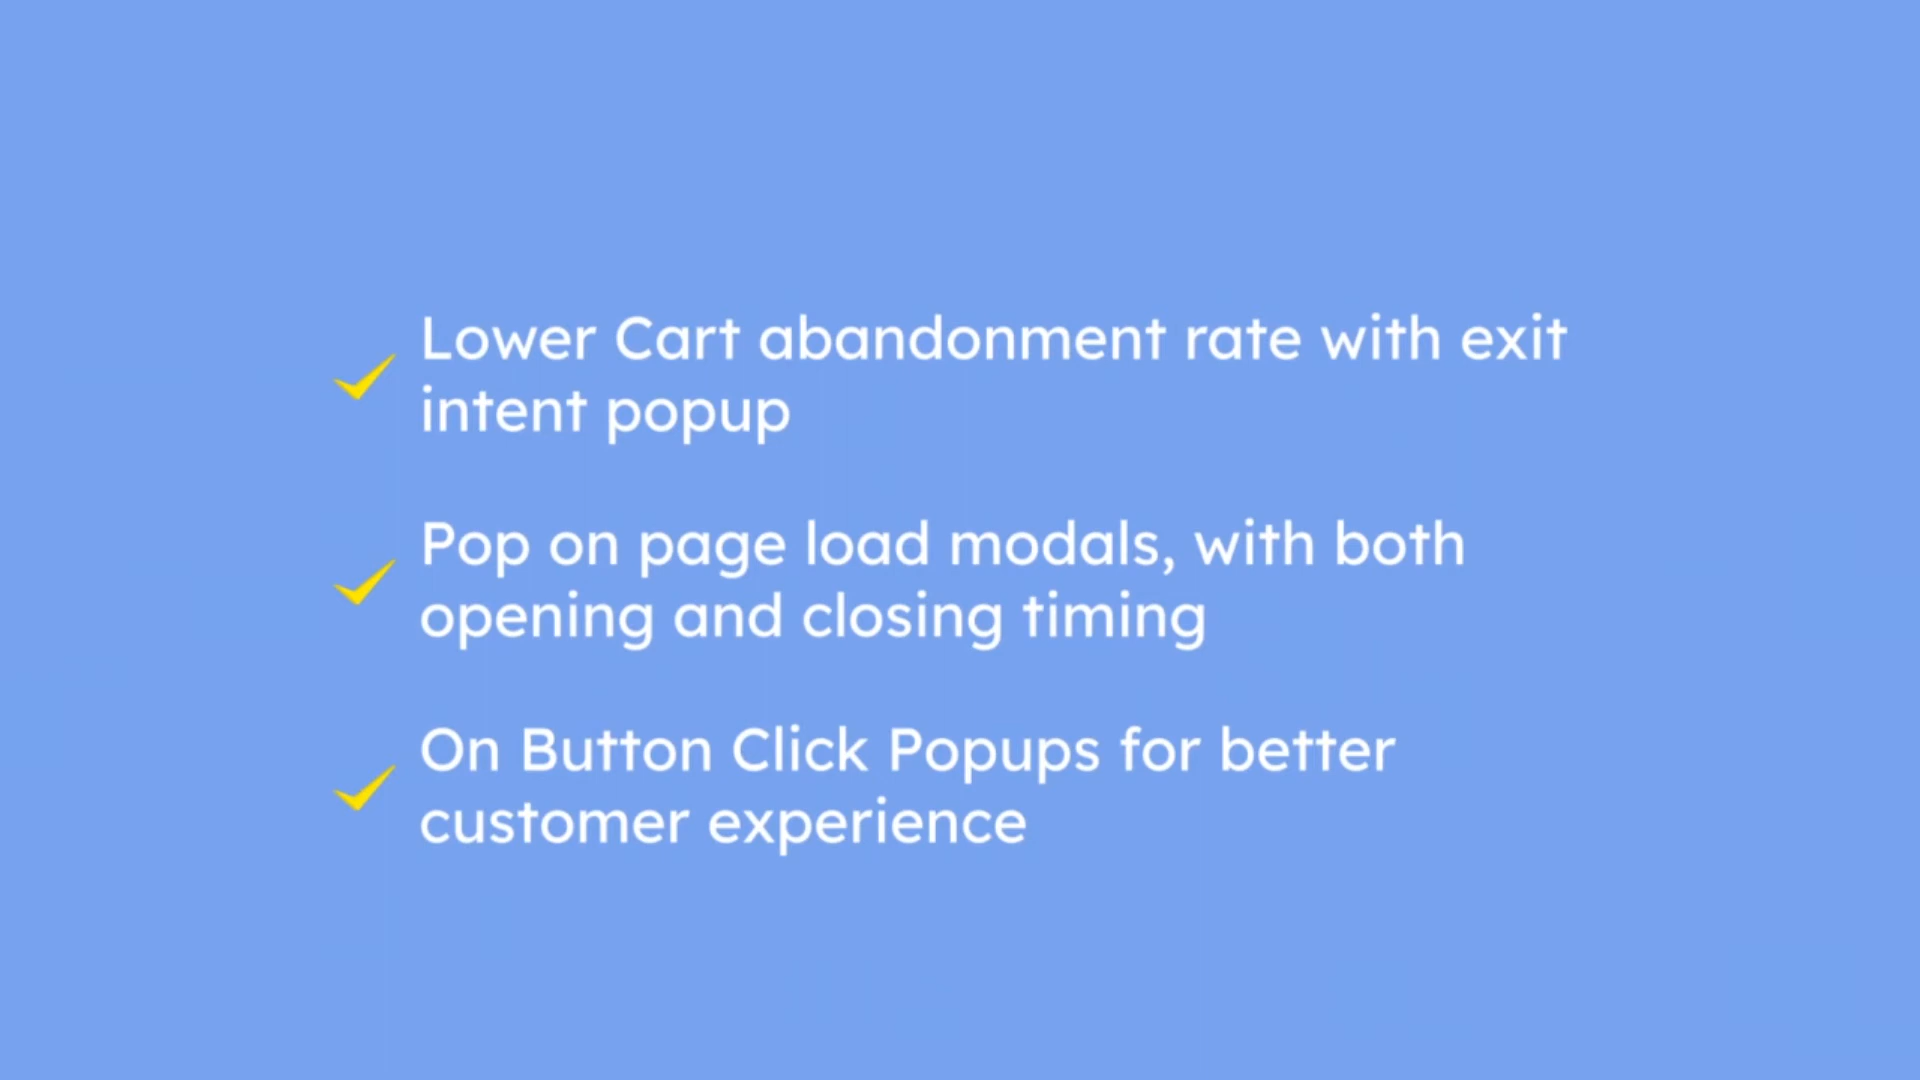 Lower Cart abandonment rate with exit
intent popup
Pop on page load modals, with both
opening and closing timing
On Button Click Popups for better
customer experience